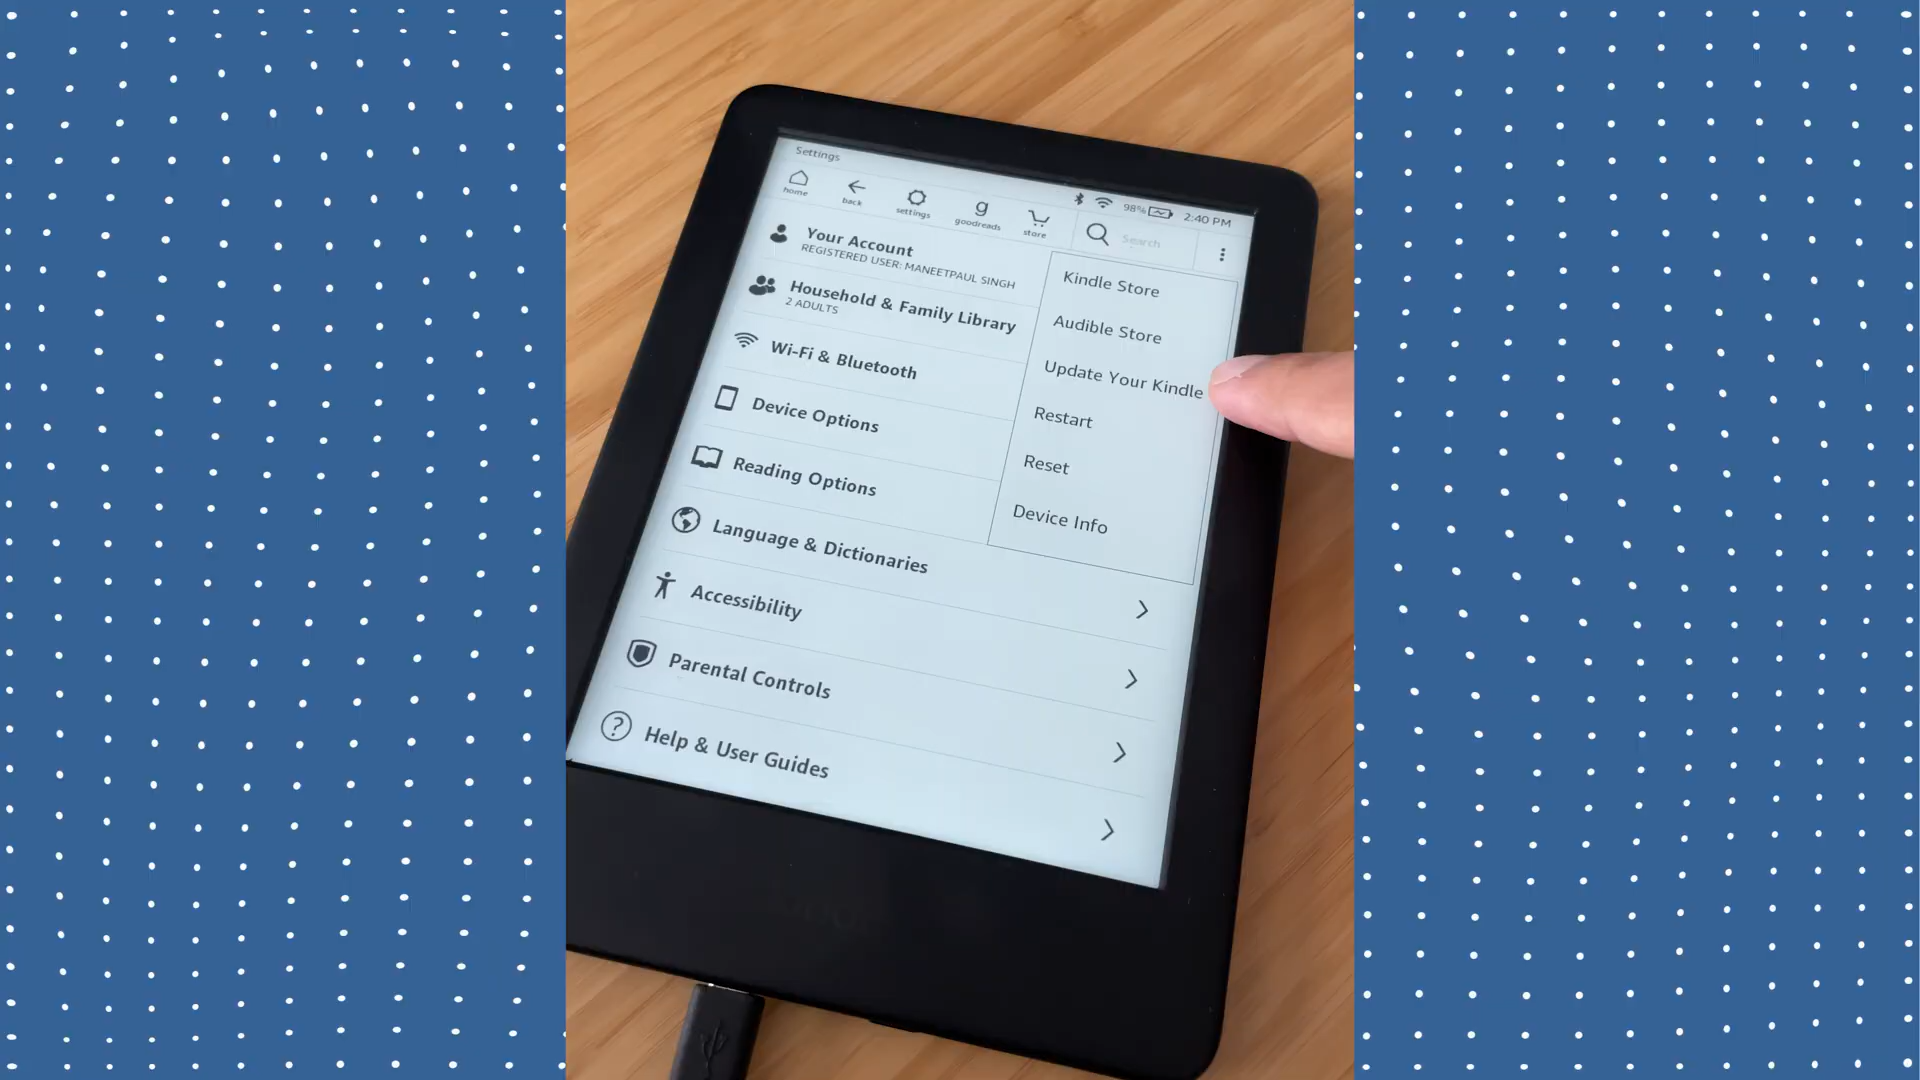 Settings
98% 2:40 PM
home
back
settings
g
goodreads
store
Search
Your Account
REGISTERED USER: MANEETPAUL SINGH
Household & Family Library
2 ADULTS
Wi-Fi & Bluetooth
Device Options
Reading Options
Language & Dictionaries
Accessibility
Parental Controls
? Help & User Guides
Kindle Store
Audible Store
Update Your Kindle
Restart
Reset
Device Info